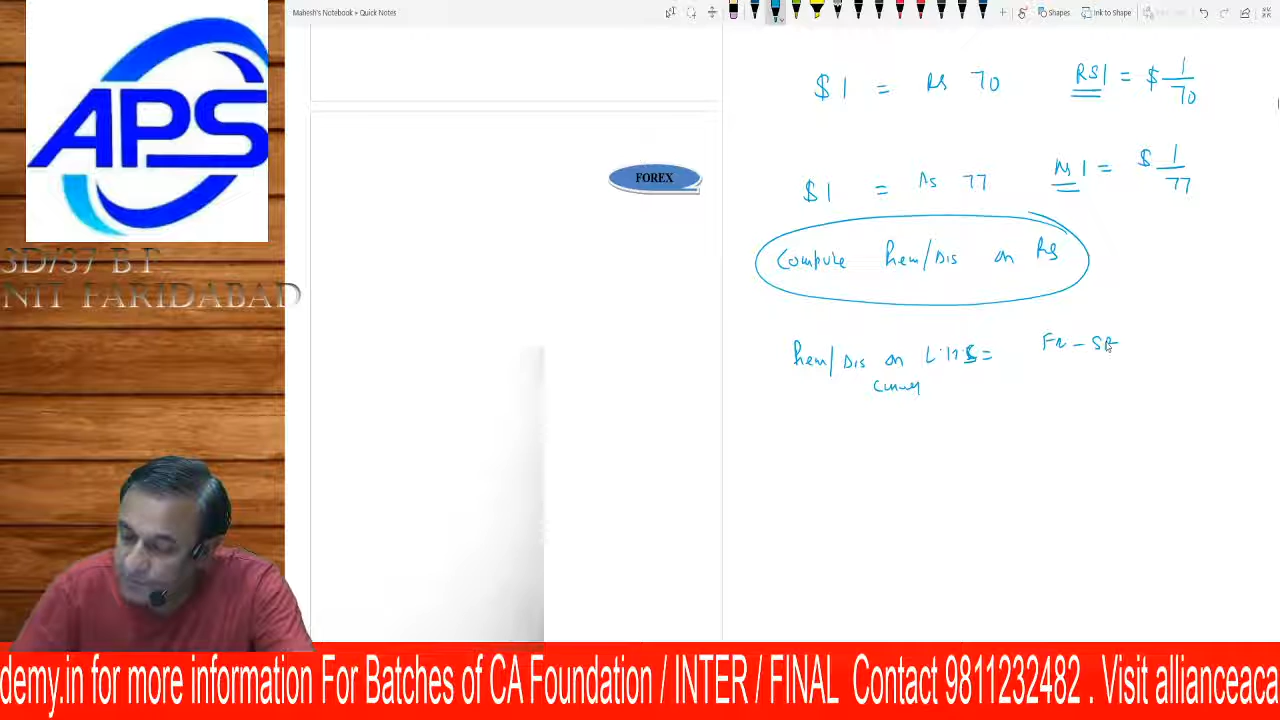 Mahesh's Notebook » Quick Notes
Shapes
Ink to Shape
APS
3D/37 B.P.
NIT FARIDABAD
FOREX
$1 = Rs 70 RS1 = $ 1/70
$1 = Rs 77 Rs 1 = $ 1/77
Compute Prem/Dis on Rs
Prem/Dis on L.H.S =
FR - SR
demy.in for more information For Batches of CA Foundation / INTER / FINAL Contact 9811232482 . Visit allianceaca